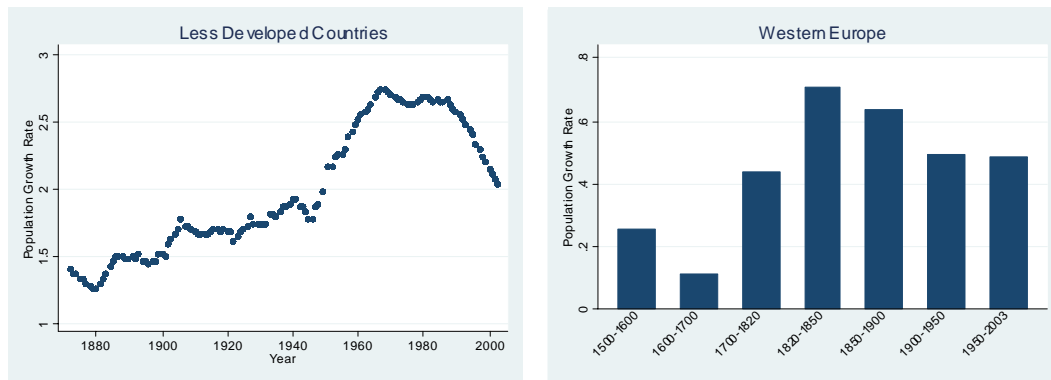 Less Developed Countries
Population Growth Rate
3
2.5
2
1.5
1
1880 1900 1920 1940 1960 1980 2000
Year
Western Europe
Population Growth Rate
.8
.6
.4
.2
0
1500-1600 1600-1700 1700-1820 1820-1850 1850-1900 1900-1950 1950-2003